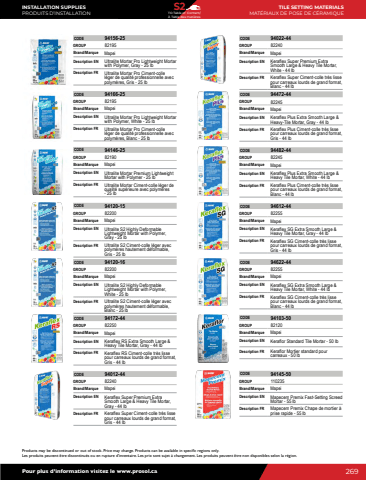 INSTALLATION SUPPLIES
PRODUITS D'INSTALLATION
S2
TILE SETTING MATERIALS
MATÉRIAUX DE POSE DE CÉRAMIQUE
CODE 94156-25
GROUP 82195
Brand/Marque Mapei
Description EN Ultralite Mortar Pro Lightweight Mortar
with Polymer, Gray - 25 lb
Description FR Ultralite Mortar Pro Ciment-colle
léger de qualité professionnelle avec
polymères, Gris - 25 lb
CODE 94166-25
GROUP 82195
Brand/Marque Mapei
Description EN Ultralite Mortar Pro Lightweight Mortar
with Polymer, White - 25 lb
Description FR Ultralite Mortar Pro Ciment-colle
léger de qualité professionnelle avec
polymères, Blanc - 25 lb
CODE 94146-25
GROUP 82190
Brand/Marque Mapei
Description EN Ultralite Mortar Premium Lightweight
Mortar with Polymer - 25 lb
Description FR Ultralite Mortar Ciment-colle léger de
qualité supérieure avec polymères
- 25 lb
CODE 94120-15
GROUP 82200
Brand/Marque Mapei
Description EN Ultralite S2 Highly Deformable
Lightweight Mortar with Polymer,
Gray - 25 lb
Description FR Ultralite S2 Ciment-colle léger avec
polymères hautement déformable,
Gris - 25 lb
CODE 94120-16
GROUP 82200
Brand/Marque Mapei
Description EN Ultralite S2 Highly Deformable
Lightweight Mortar with Polymer,
White - 25 lb
Description FR Ultralite S2 Ciment-colle léger avec
polymères hautement déformable,
Blanc - 25 lb
CODE 94172-44
GROUP 82250
Brand/Marque Mapei
Description EN Keraflex RS Extra Smooth Large &
Heavy Tile Mortar, Gray - 44 lb
Description FR Keraflex RS Ciment-colle très lisse
pour carreaux lourds de grand format,
Gris - 44 lb
CODE 94012-44
GROUP 82240
Brand/Marque Mapei
Description EN Keraflex Super Premium Extra
Smooth Large & Heavy Tile Mortar,
Gray - 44 lb
Description FR Keraflex Super Ciment-colle très lisse
pour carreaux lourds de grand format,
Gris - 44 lb
CODE 94022-44
GROUP 82240
Brand/Marque Mapei
Description EN Keraflex Super Premium Extra
Smooth Large & Heavy Tile Mortar,
White - 44 lb
Description FR Keraflex Super Ciment-colle très lisse
pour carreaux lourds de grand format,
Blanc - 44 lb
CODE 94472-44
GROUP 82245
Brand/Marque Mapei
Description EN Keraflex Plus Extra Smooth Large &
Heavy-Tile Mortar, Gray - 44 lb
Description FR Keraflex Plus Ciment-colle très lisse
pour carreaux lourds de grand format,
Gris - 44 lb
CODE 94482-44
GROUP 82245
Brand/Marque Mapei
Description EN Keraflex Plus Extra Smooth Large &
Heavy Tile Mortar, White - 44 lb
Description FR Keraflex Plus Ciment-colle très lisse
pour carreaux lourds de grand format,
Blanc - 44 lb
CODE 94612-44
GROUP 82255
Brand/Marque Mapei
Description EN Keraflex SG Extra Smooth Large &
Heavy Tile Mortar, Gray - 44 lb
Description FR Keraflex SG Ciment-colle très lisse
pour carreaux lourds de grand format,
Gris - 44 lb
CODE 94622-44
GROUP 82255
Brand/Marque Mapei
Description EN Keraflex SG Extra Smooth Large &
Heavy Tile Mortar, White - 44 lb
Description FR Keraflex SG Ciment-colle très lisse
pour carreaux lourds de grand format,
Blanc - 44 lb
CODE 94103-50
GROUP 82120
Brand/Marque Mapei
Description EN Keraflor Standard Tile Mortar - 50 lb
Description FR Keraflor Mortier standard pour
carreaux - 50 lb
CODE 94145-50
GROUP 11023S
Brand/Marque Mapei
Description EN Mapecem Premix Fast-Setting Screed
Mortar - 55 lb
Description FR Mapecem Premix Chape de mortier à
prise rapide - 55 lb
Products may be discontinued or out of stock. Price may change. Products can be available in specific regions only.
Les produits peuvent être discontinués ou en rupture d'inventaire. Les prix sont sujet à changement. Les produits peuvent être non disponibles selon la région.
Pour plus d'information visitez le www.prosol.ca
269